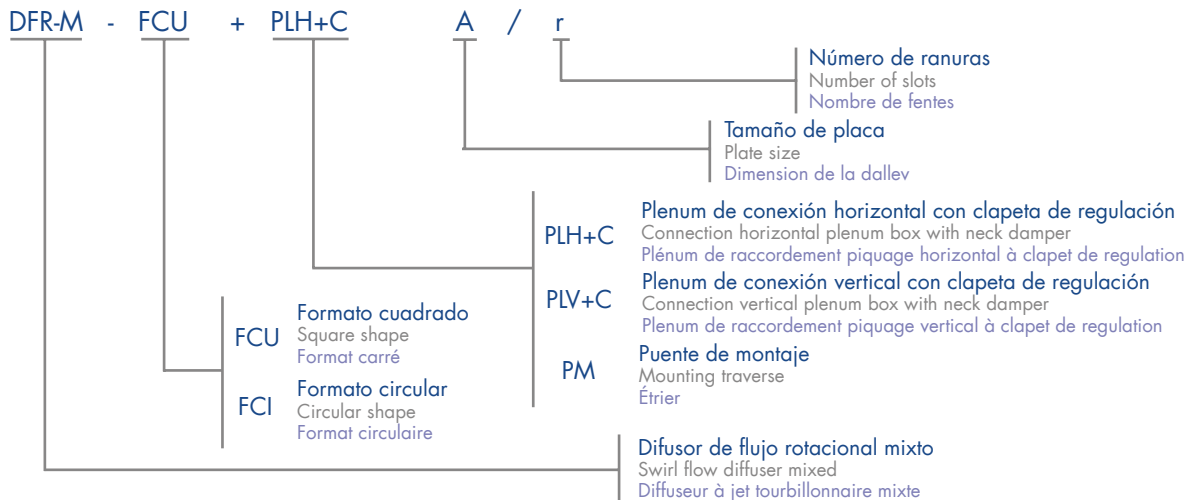 DFR-M - FCU + PLH+C A / r
Número de ranuras
Number of slots
Nombre de fentes
Tamaño de placa
Plate size
Dimension de la dallev
PLH+C
Plenum de conexión horizontal con clapeta de regulación
Connection horizontal plenum box with neck damper
Plénum de raccordement piquage horizontal à clapet de regulation
PLV+C
Plenum de conexión vertical con clapeta de regulación
Connection vertical plenum box with neck damper
Plenum de raccordement piquage vertical à clapet de regulation
PM
Puente de montaje
Mounting traverse
Étrier
FCU
Formato cuadrado
Square shape
Format carré
FCI
Formato circular
Circular shape
Format circulaire
Difusor de flujo rotacional mixto
Swirl flow diffuser mixed
Diffuseur à jet tourbillonnaire mixte